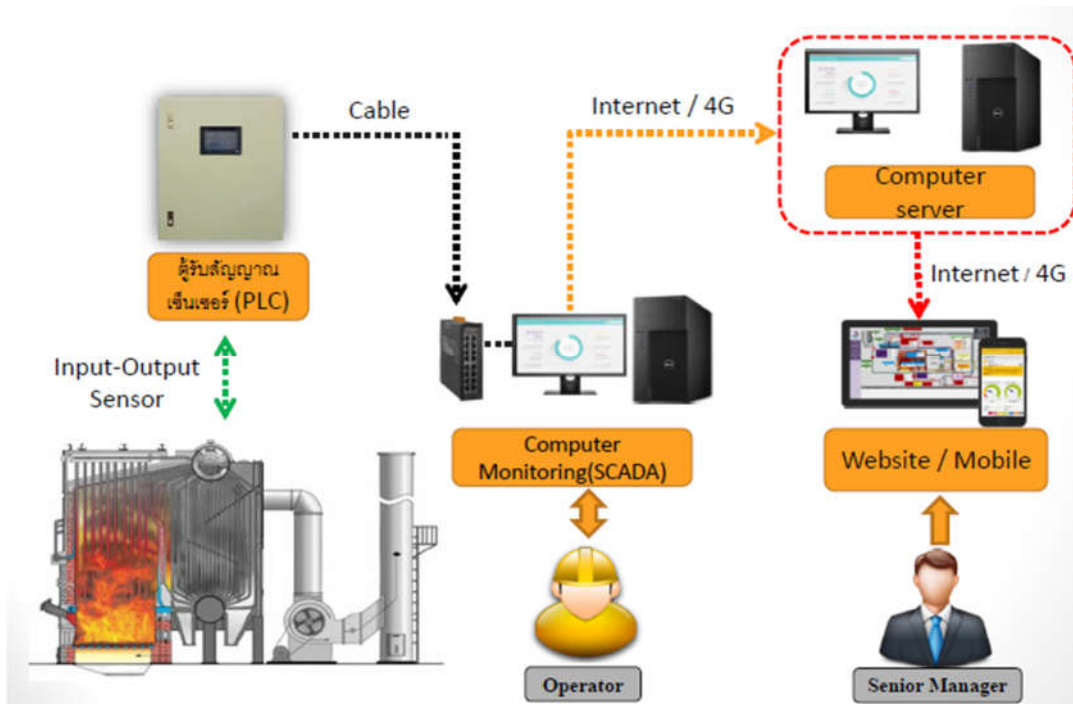 Cable
Internet / 4G
Computer
server
ตู้รับสัญญาณ
เซ็นเซอร์ (PLC)
Internet / 4G
Input-Output
Sensor
Computer
Monitoring(SCADA)
Website / Mobile
Operator
Senior Manager